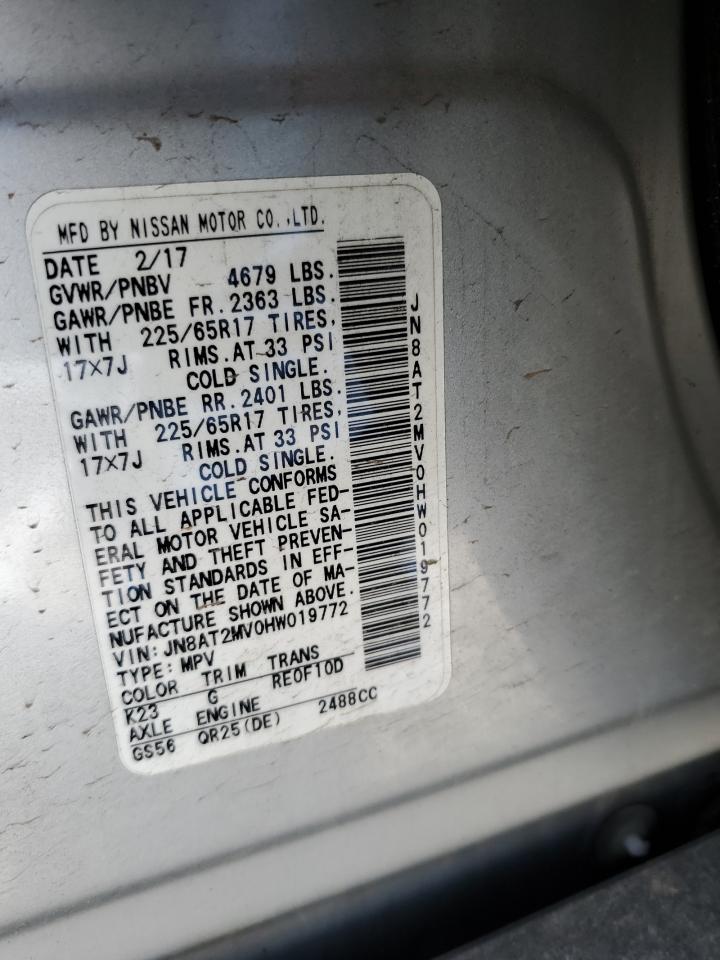 MFD BY NISSAN MOTOR CO.,LTD.
DATE 2/17
GVWR/PNBV 4679 LBS.
GAWR/PNBE FR.2363 LBS.
WITH 225/65R17 TIRES,
17×7J RIMS.AT 33 PSI
COLD SINGLE.
GAWR/PNBE RR.2401 LBS.
WITH 225/65R17 TIRES,
17×7J RIMS.AT 33 PSI
COLD SINGLE.
THIS VEHICLE CONFORMS
TO ALL APPLICABLE FED-
ERAL MOTOR VEHICLE SA-
FETY AND THEFT PREVEN-
TION STANDARDS IN EFF-
ECT ON THE DATE OF MA-
NUFACTURE SHOWN ABOVE.
VIN:JN8AT2MV0HW019772
TYPE:MPV
COLOR TRIM TRANS
K23 G RE0F10D
AXLE ENGINE
GS56 QR25(DE) 2488CC
JN8AT2MV0HW019772